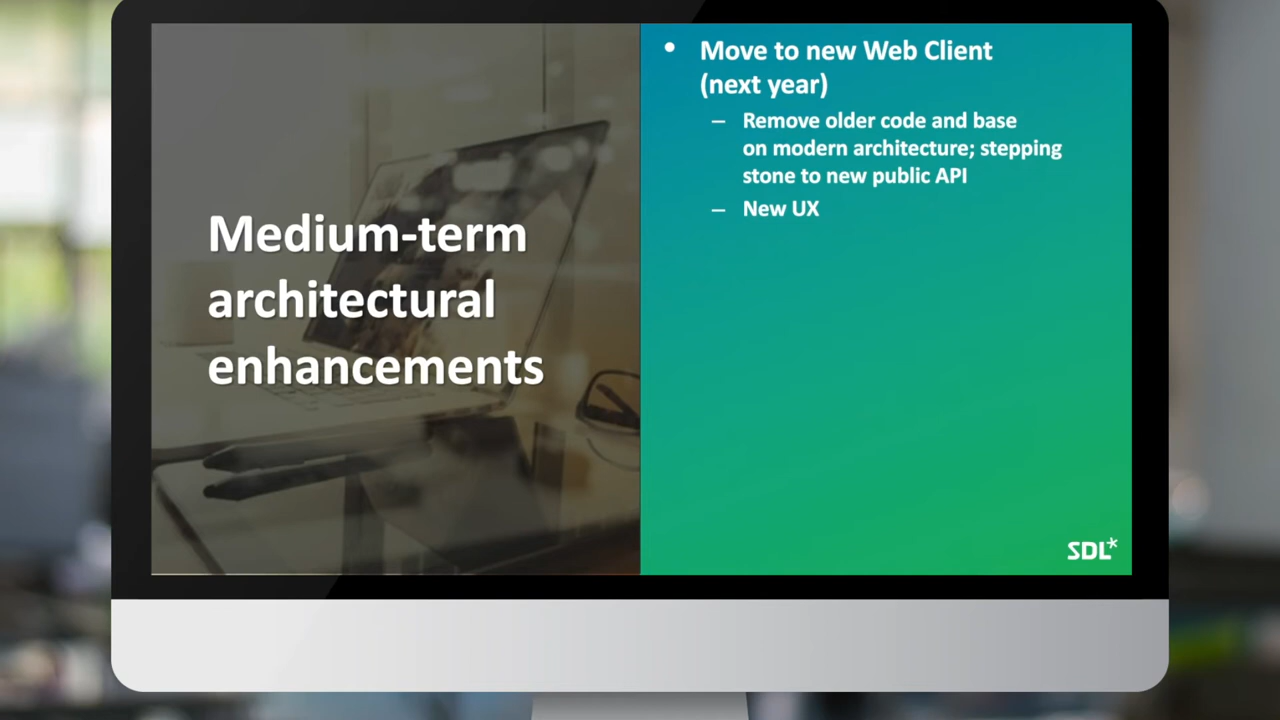 Medium-term
architectural
enhancements
• Move to new Web Client
(next year)
– Remove older code and base
on modern architecture; stepping
stone to new public API
– New UX
SDL*